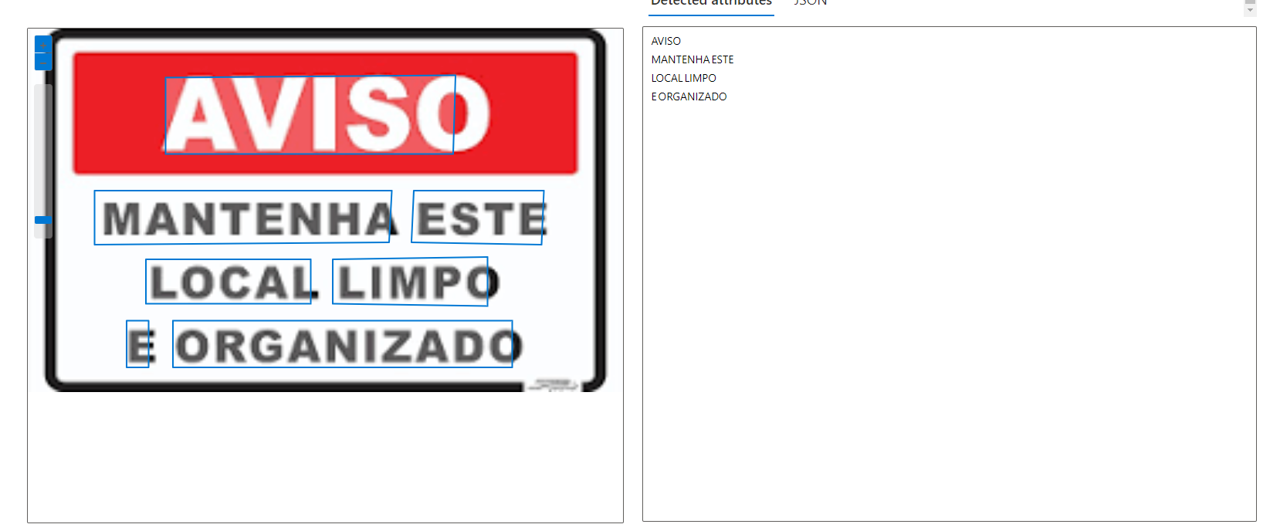 Detected attributes JSON
AVISO
MANTENHA ESTE
LOCAL LIMPO
E ORGANIZADO
AVISO
MANTENHA ESTE
LOCAL LIMPO
E ORGANIZADO